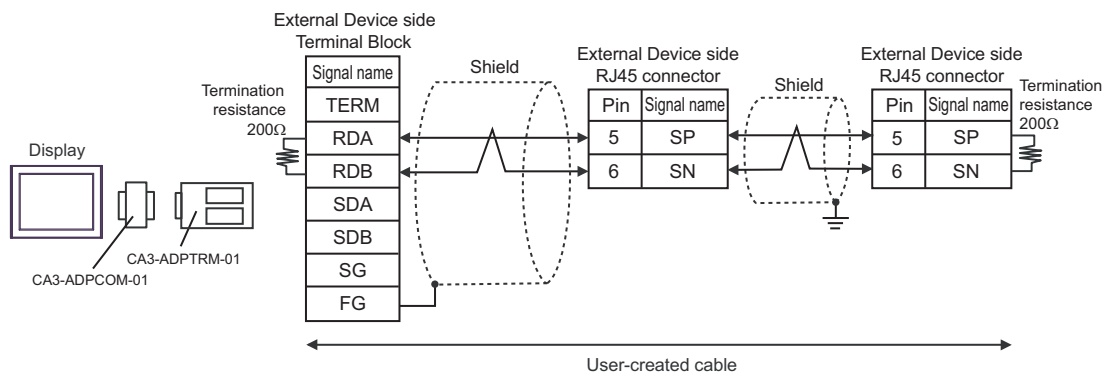 External Device side
Terminal Block
Signal name
TERM
RDA
RDB
SDA
SDB
SG
FG
Termination
resistance
200Ω
Display
CA3-ADPCOM-01
CA3-ADPTRM-01
Shield
External Device side
RJ45 connector
Pin Signal name
5 SP
6 SN
Shield
External Device side
RJ45 connector
Pin Signal name
5 SP
6 SN
Termination
resistance
200Ω
User-created cable